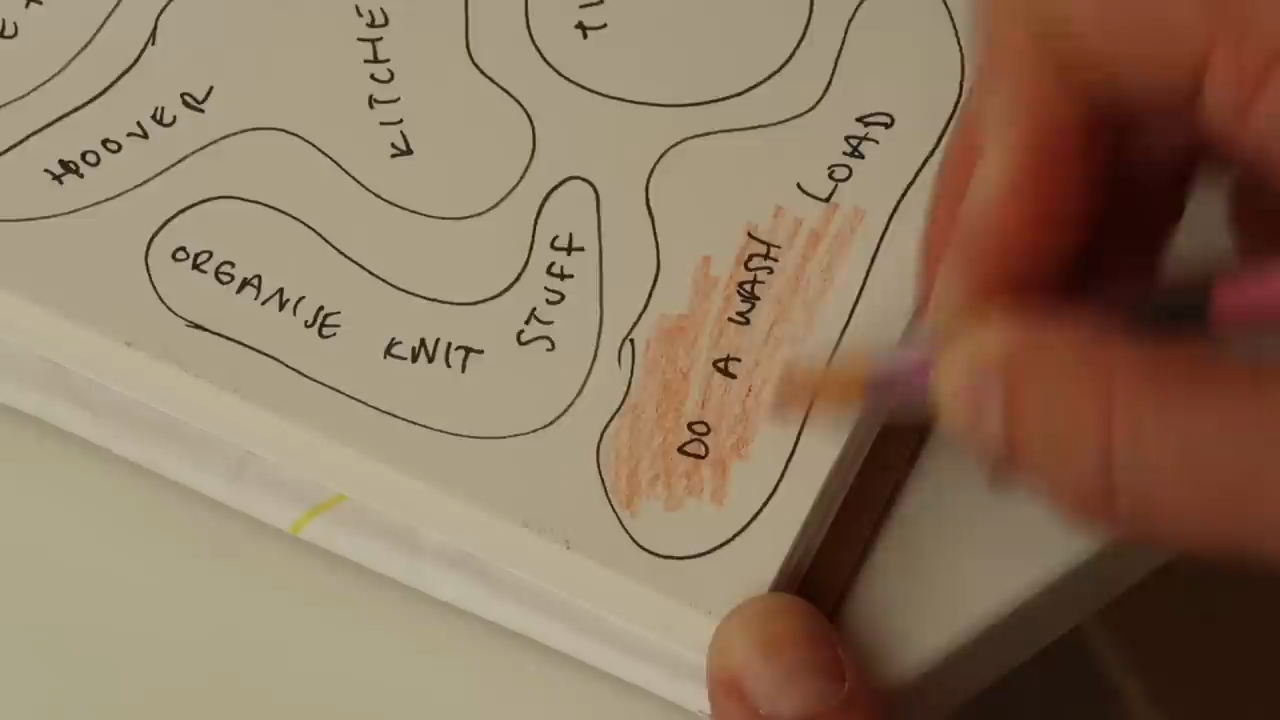 HOOVER
KITCHE
ORGANISE KNIT STUFF
DO A WASH LOAD